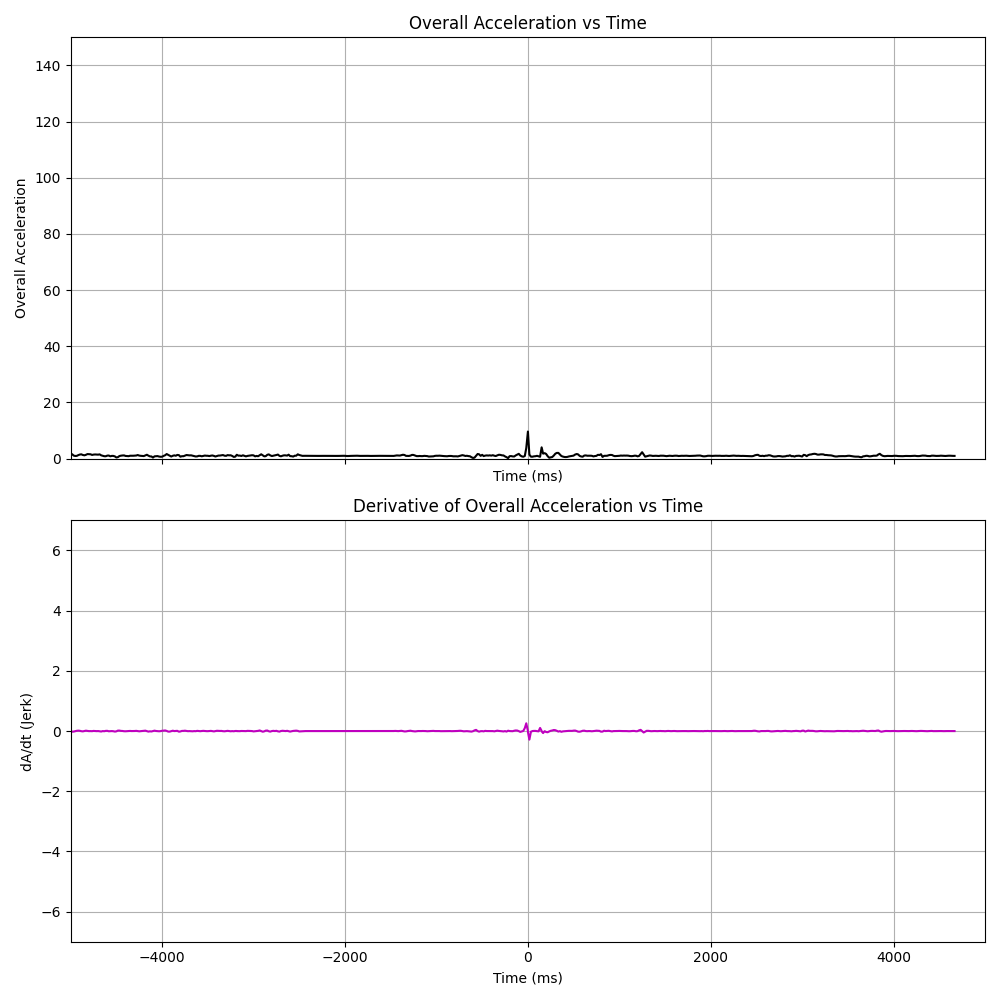 Overall Acceleration vs Time
140
120
100
80
60
40
20
0
Overall Acceleration
Time (ms)
Derivative of Overall Acceleration vs Time
6
4
2
0
−2
−4
−6
dA/dt (Jerk)
−4000 −2000 0 2000 4000
Time (ms)